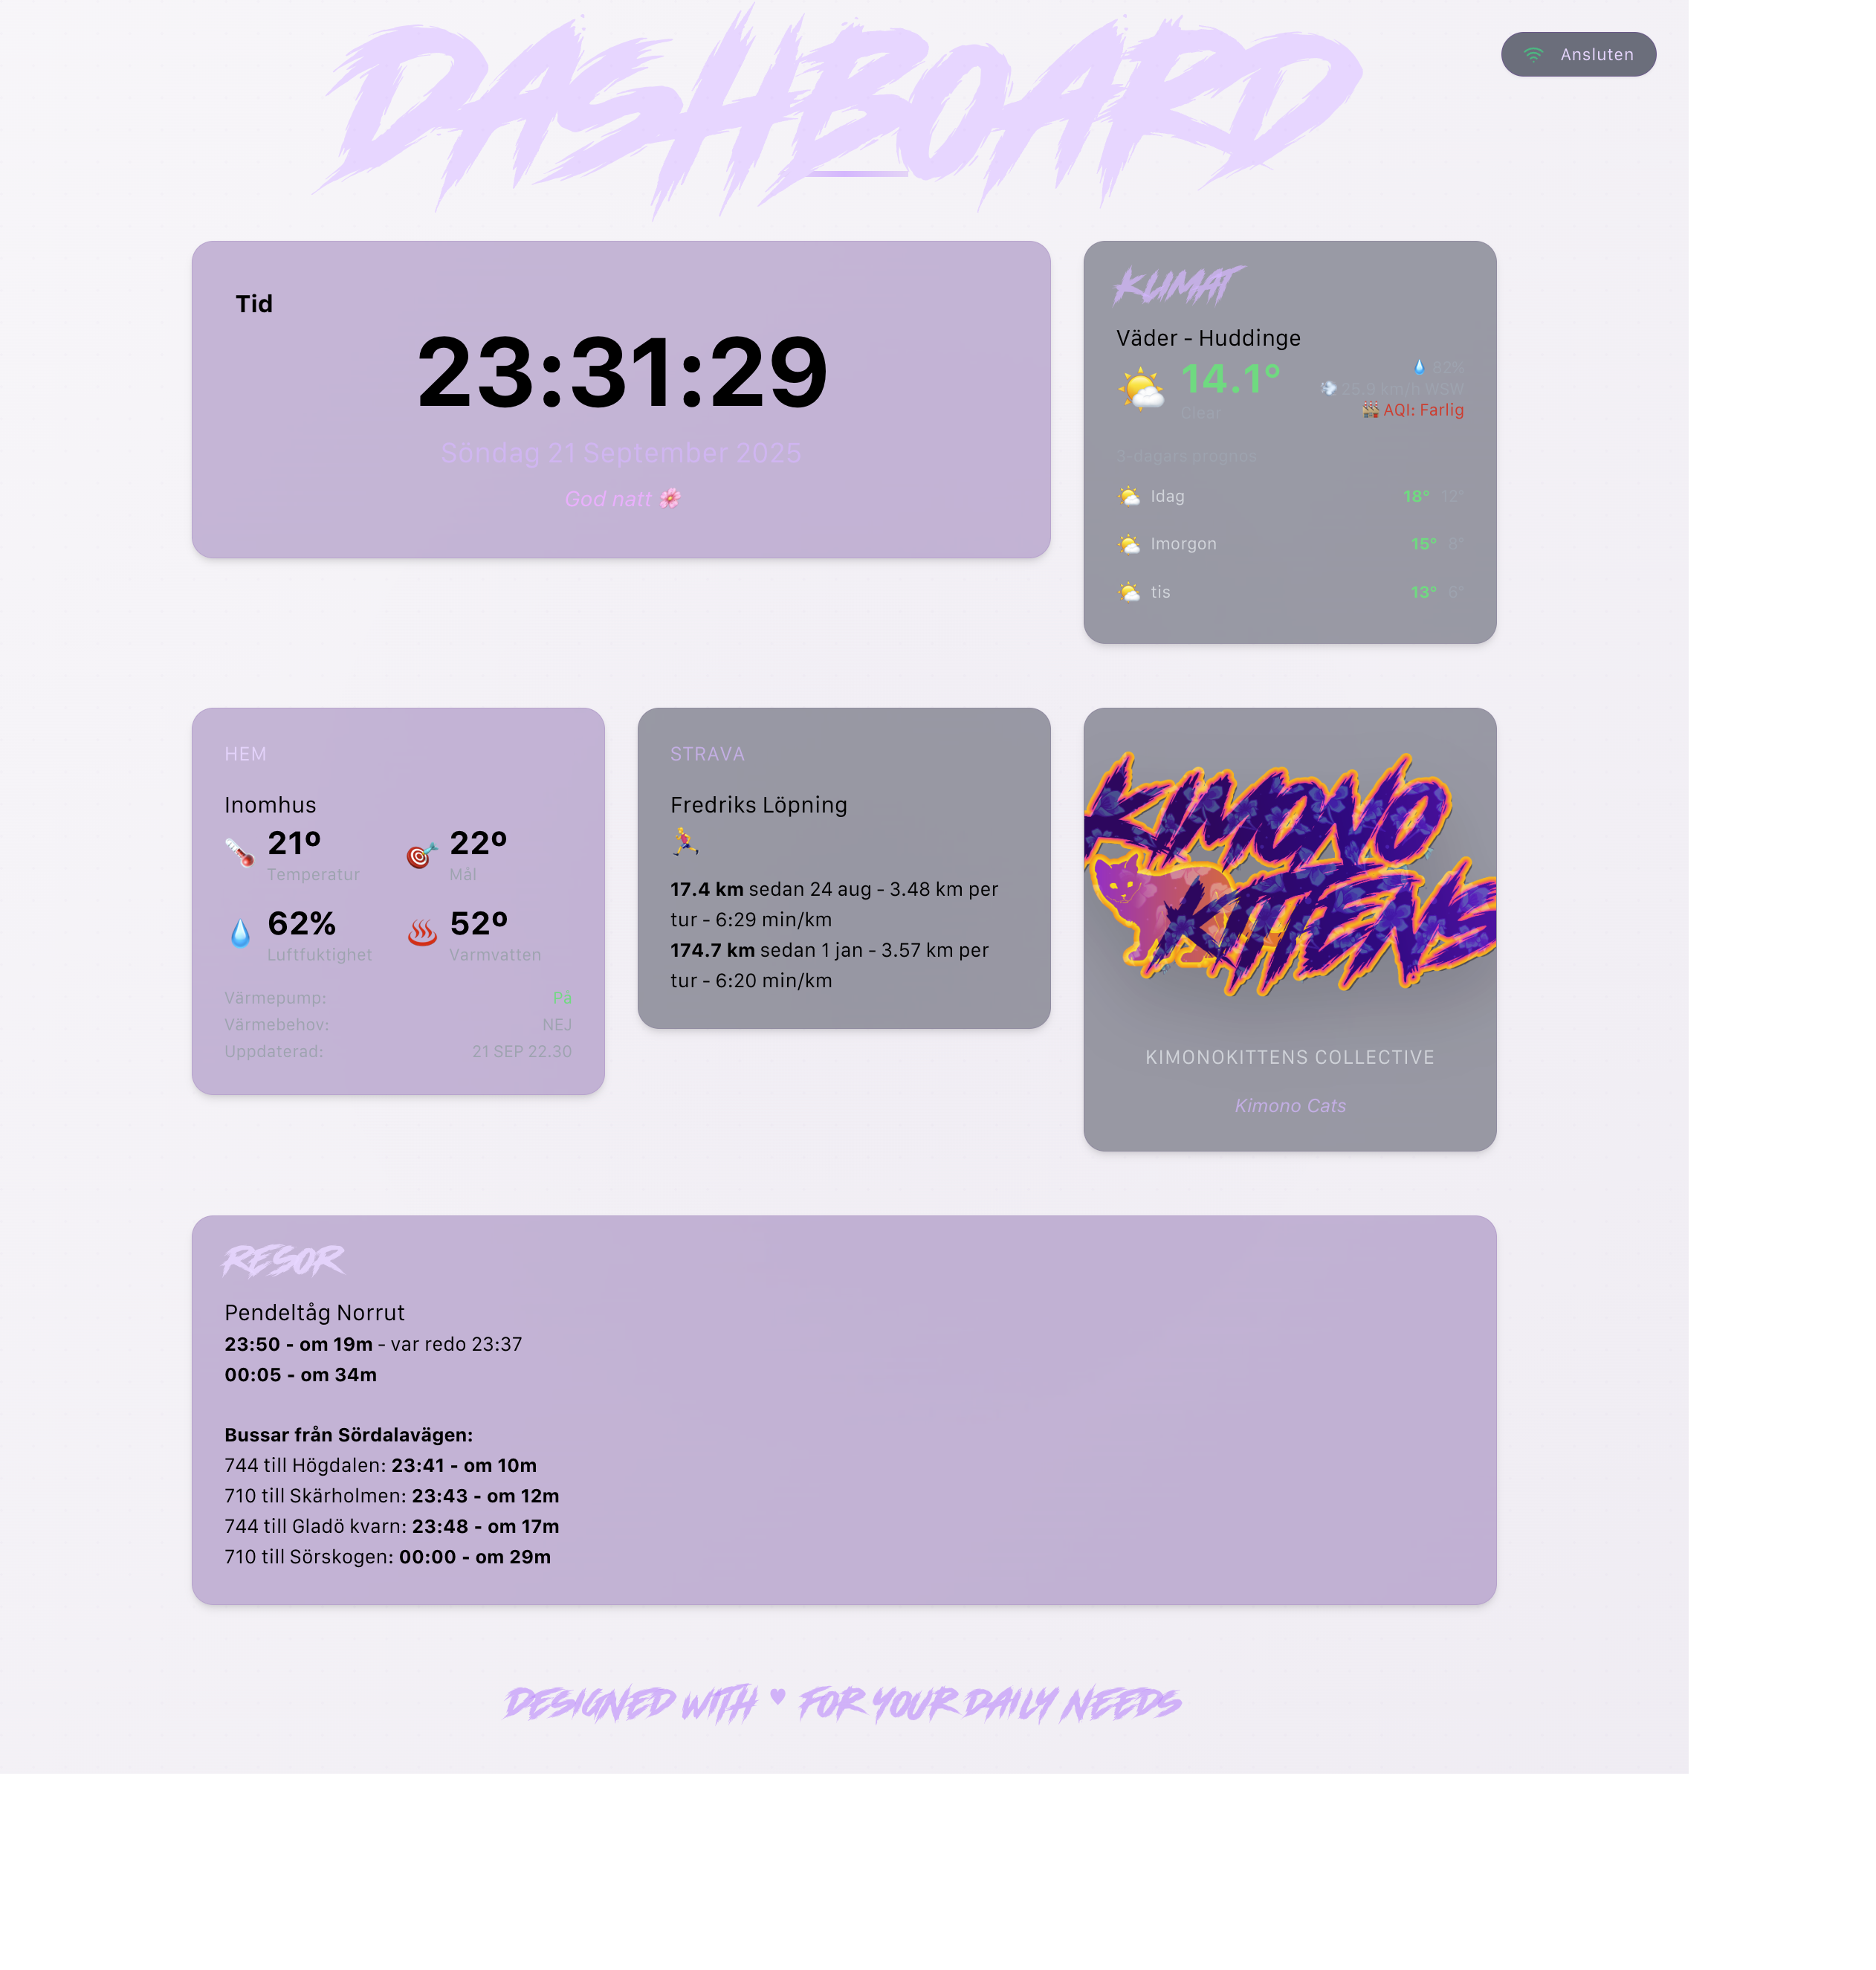 DASHBOARD
Ansluten
Tid
23:31:29
Söndag 21 September 2025
God natt 🌸
KLIMAT
Väder - Huddinge
14.1°
Clear
💧 82%
💨 25.9 km/h WSW
🏭 AQI: Farlig
3-dagars prognos
Idag 18° 12°
Imorgon 15° 8°
tis 13° 6°
HEM
Inomhus
21º
Temperatur
22º
Mål
62%
Luftfuktighet
52º
Varmvatten
Värmepump: På
Värmebehov: NEJ
Uppdaterad: 21 SEP 22.30
STRAVA
Fredriks Löpning
17.4 km sedan 24 aug - 3.48 km per
tur - 6:29 min/km
174.7 km sedan 1 jan - 3.57 km per
tur - 6:20 min/km
KIMONO
KITTENS
KIMONOKITTENS COLLECTIVE
Kimono Cats
RESOR
Pendeltåg Norrut
23:50 - om 19m - var redo 23:37
00:05 - om 34m
Bussar från Sördalavägen:
744 till Högdalen: 23:41 - om 10m
710 till Skärholmen: 23:43 - om 12m
744 till Gladö kvarn: 23:48 - om 17m
710 till Sörskogen: 00:00 - om 29m
DESIGNED WITH ♥ FOR YOUR DAILY NEEDS